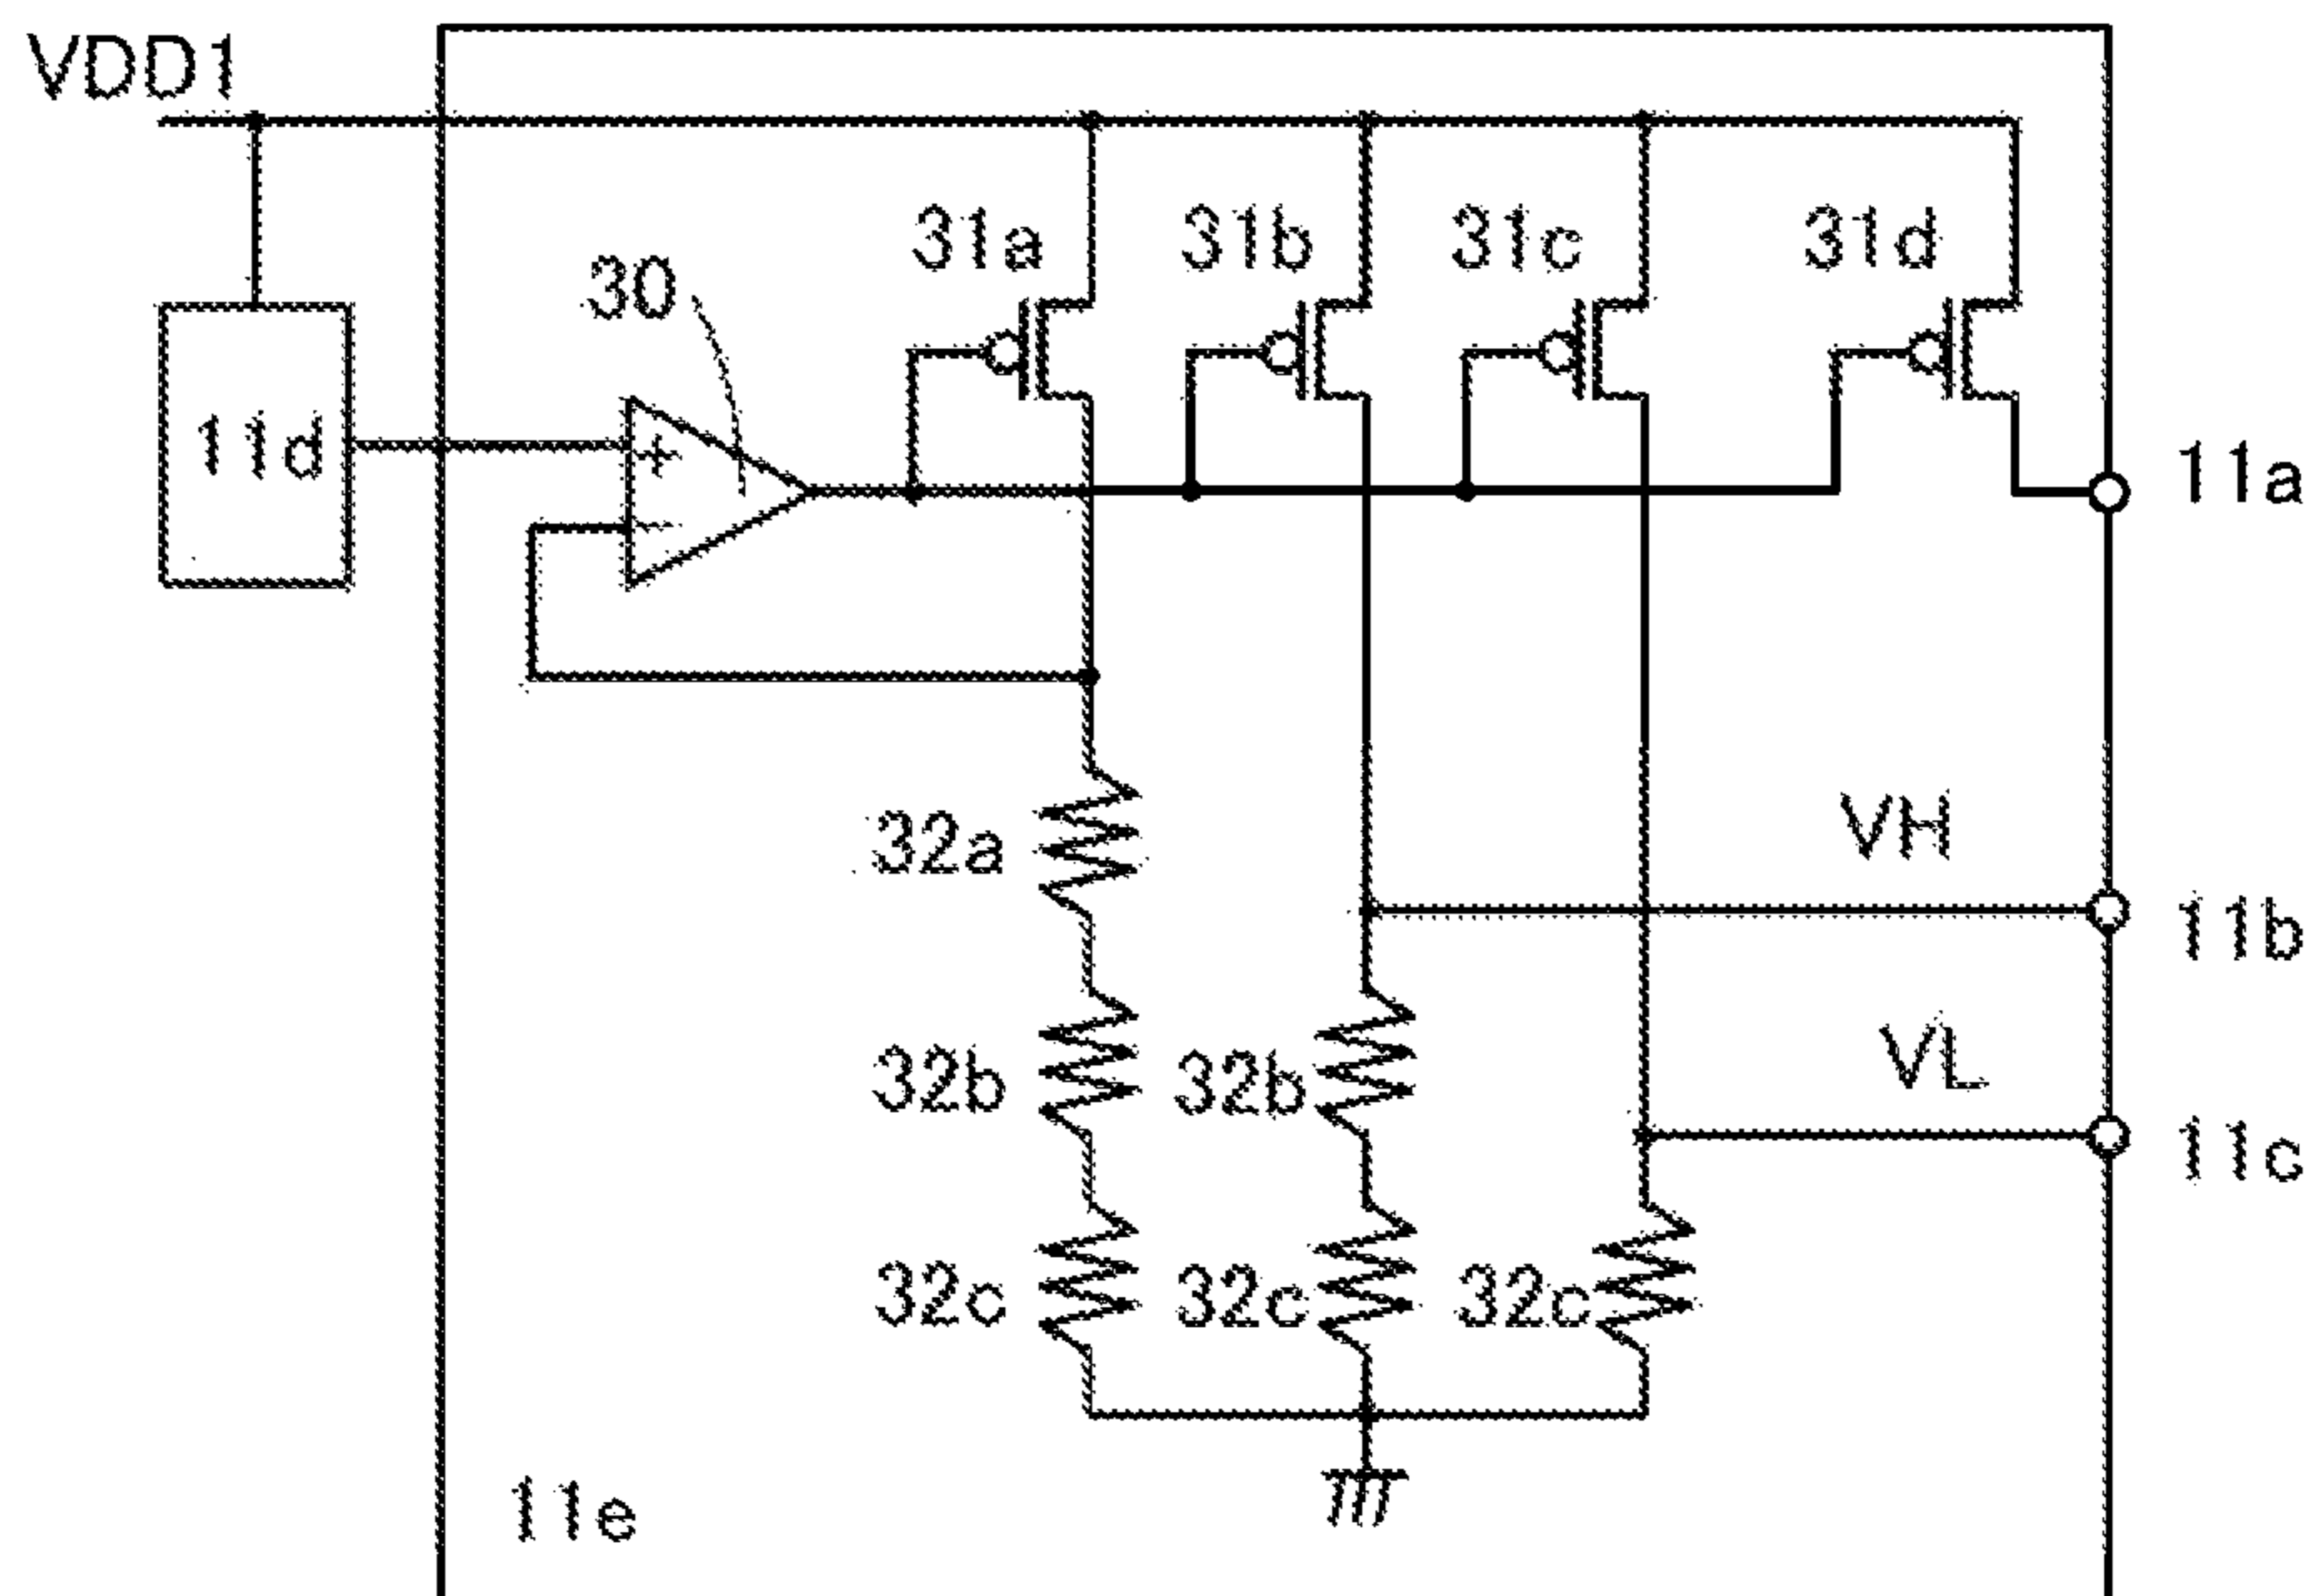 VDD1
31a 31b 31c 31d
30
11d
+
−
11a
32a
VH
11b
32b 32b
VL
11c
32c 32c 32c
11e